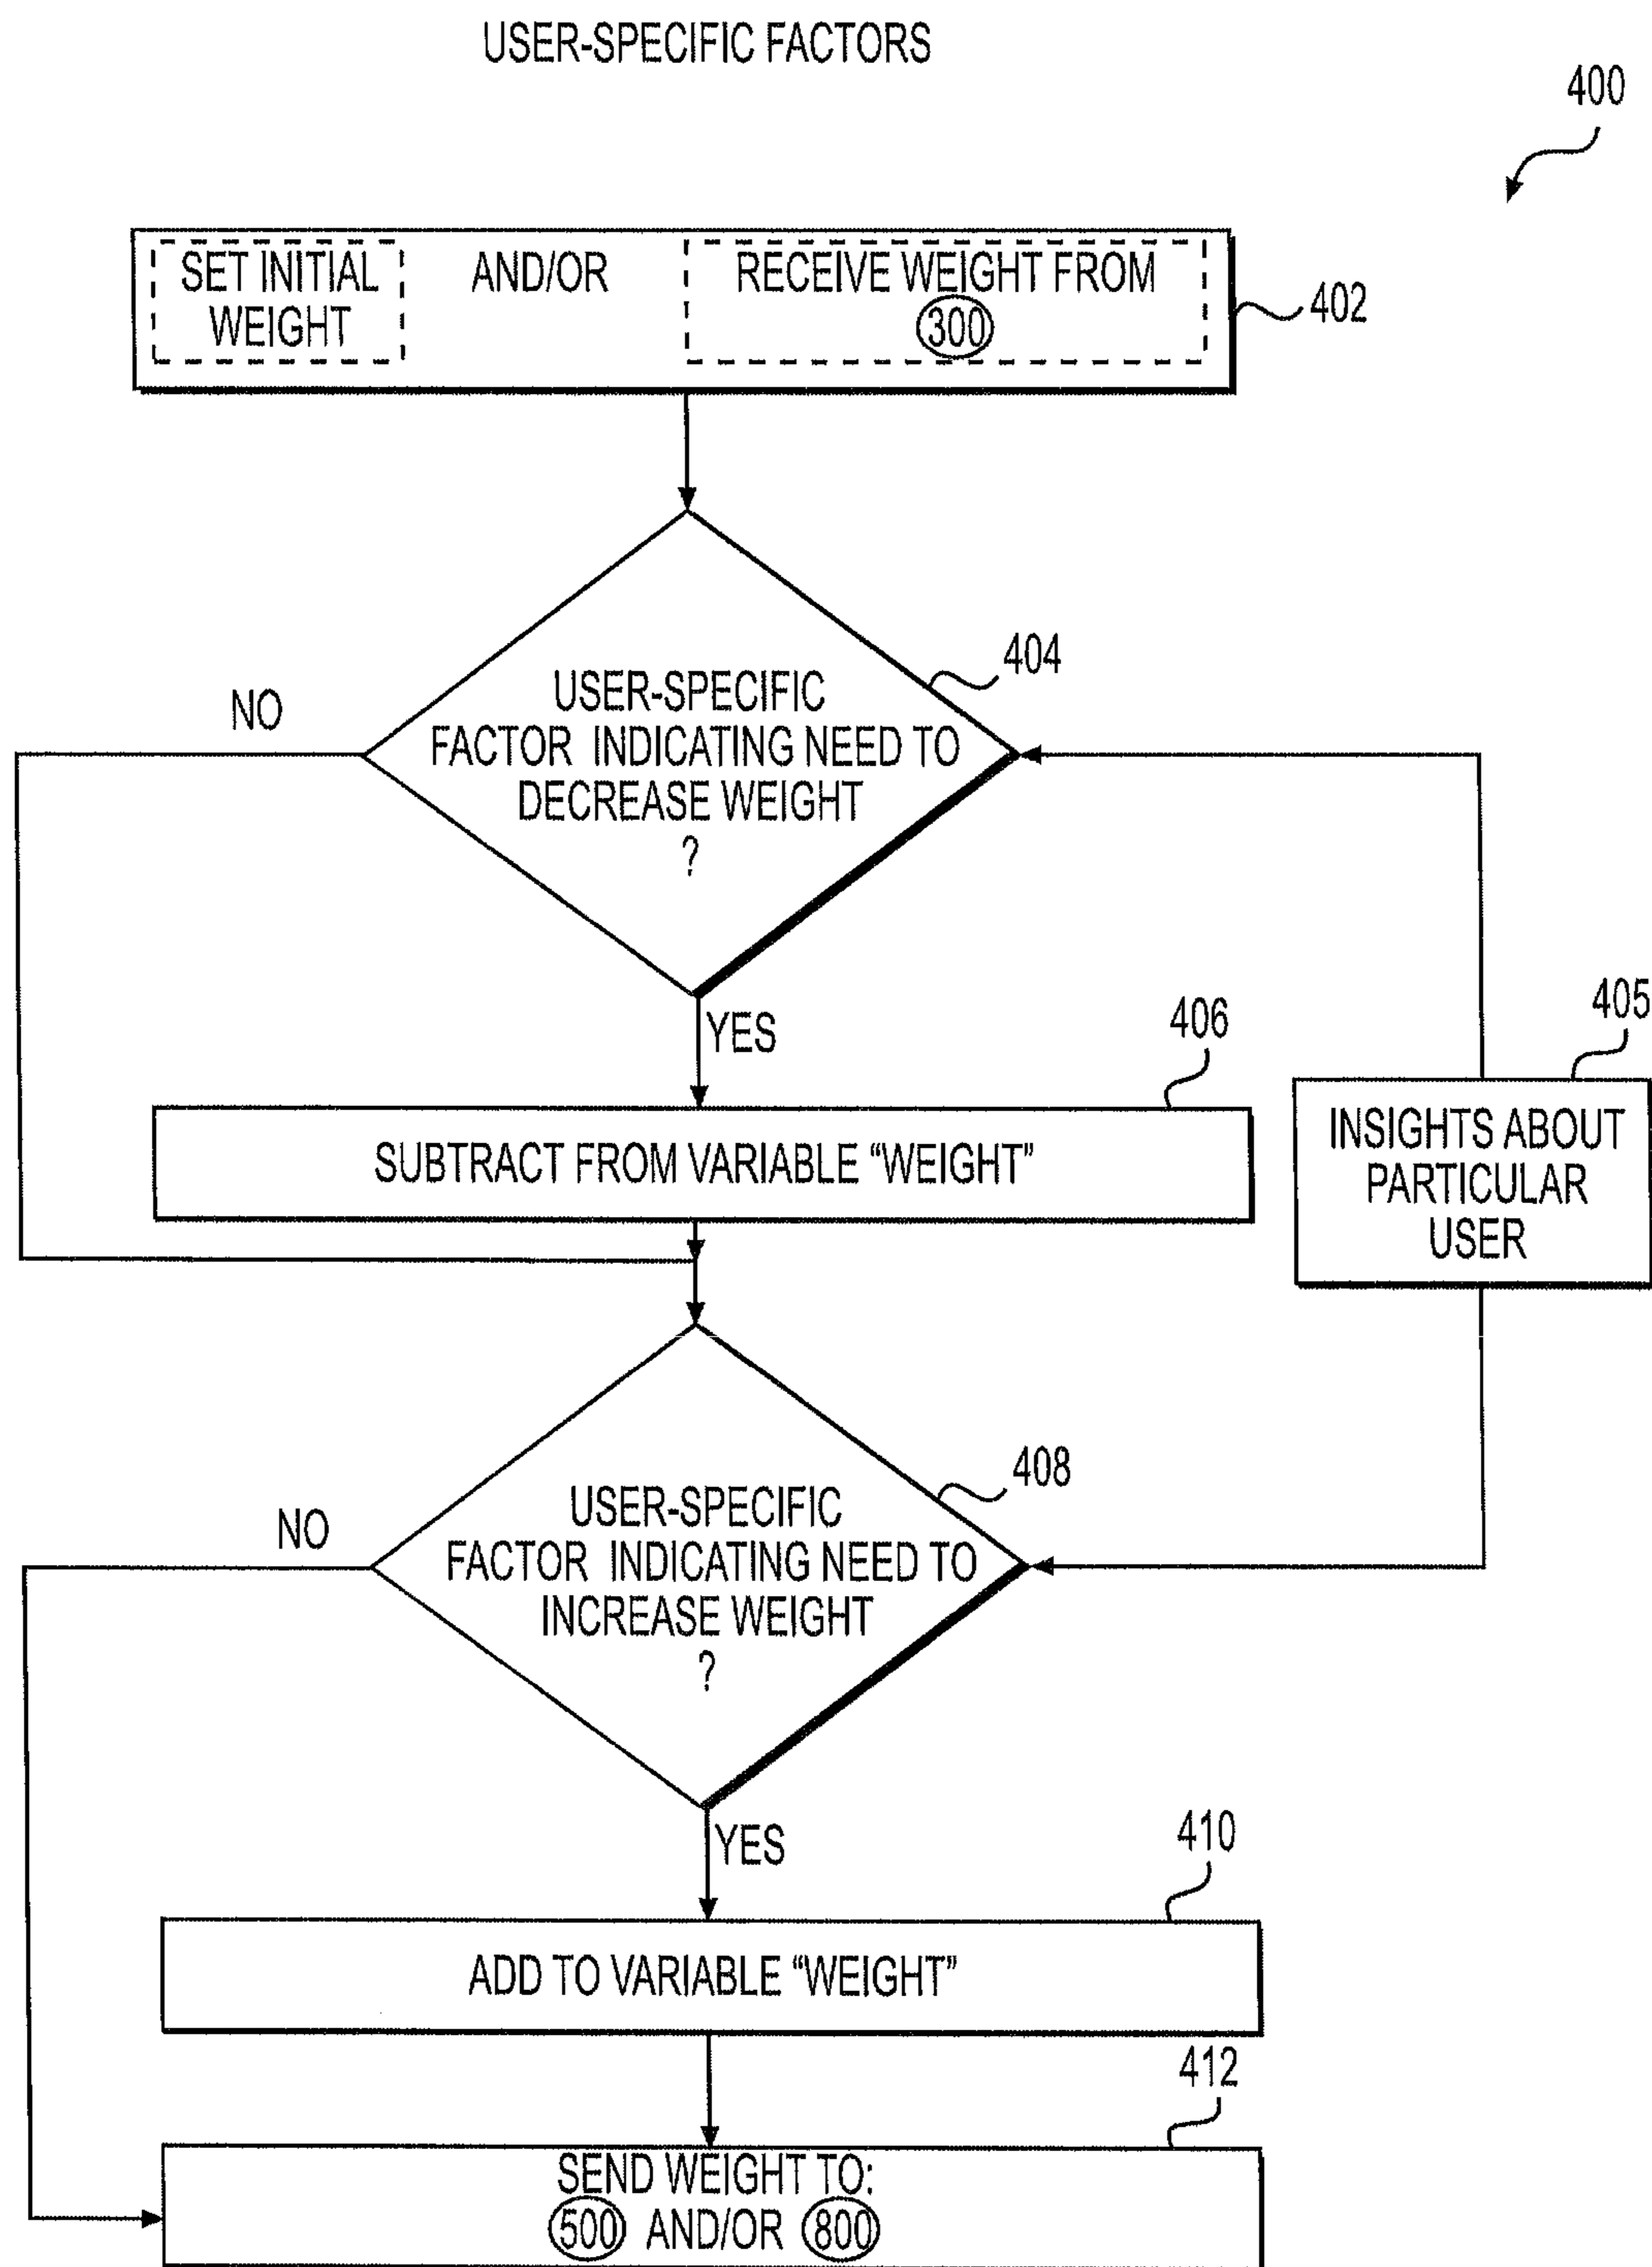 USER-SPECIFIC FACTORS
400
SET INITIAL
WEIGHT
AND/OR
RECEIVE WEIGHT FROM
300
402
404
USER-SPECIFIC
FACTOR INDICATING NEED TO
DECREASE WEIGHT
?
NO
YES
405
INSIGHTS ABOUT
PARTICULAR
USER
406
SUBTRACT FROM VARIABLE “WEIGHT”
408
USER-SPECIFIC
FACTOR INDICATING NEED TO
INCREASE WEIGHT
?
NO
YES
410
ADD TO VARIABLE “WEIGHT”
412
SEND WEIGHT TO:
500 AND/OR 800